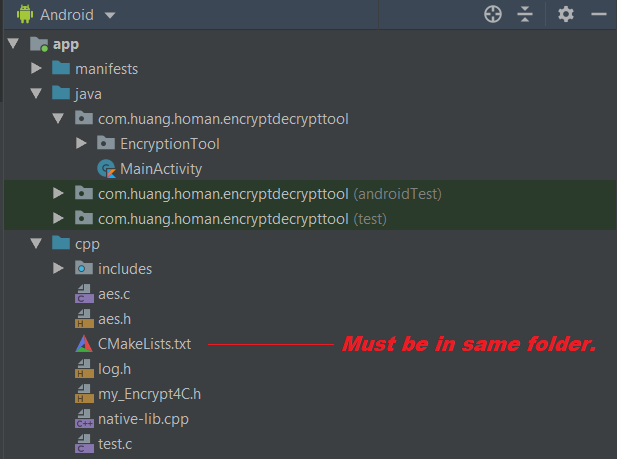 Android
app
manifests
java
com.huang.homan.encryptdecrypttool
EncryptionTool
MainActivity
com.huang.homan.encryptdecrypttool (androidTest)
com.huang.homan.encryptdecrypttool (test)
cpp
includes
aes.c
aes.h
CMakeLists.txt Must be in same folder.
log.h
my_Encrypt4C.h
native-lib.cpp
test.c